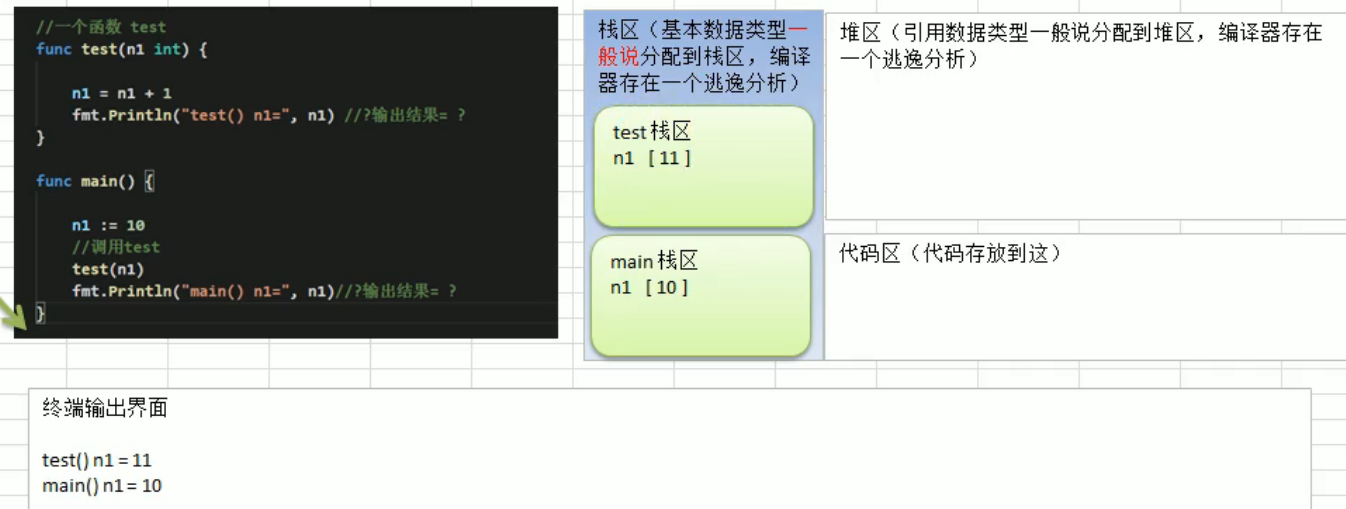 //一个函数 test
func test(n1 int) {
n1 = n1 + 1
fmt.Println("test() n1=", n1) //?输出结果= ?
}
func main() {
n1 := 10
//调用test
test(n1)
fmt.Println("main() n1=", n1)//?输出结果= ?
}
栈区（基本数据类型一
般说分配到栈区，编译
器存在一个逃逸分析）
test 栈区
n1 [ 11 ]
main 栈区
n1 [ 10 ]
堆区（引用数据类型一般说分配到堆区，编译器存在
一个逃逸分析）
代码区（代码存放到这）
终端输出界面
test() n1 = 11
main() n1 = 10